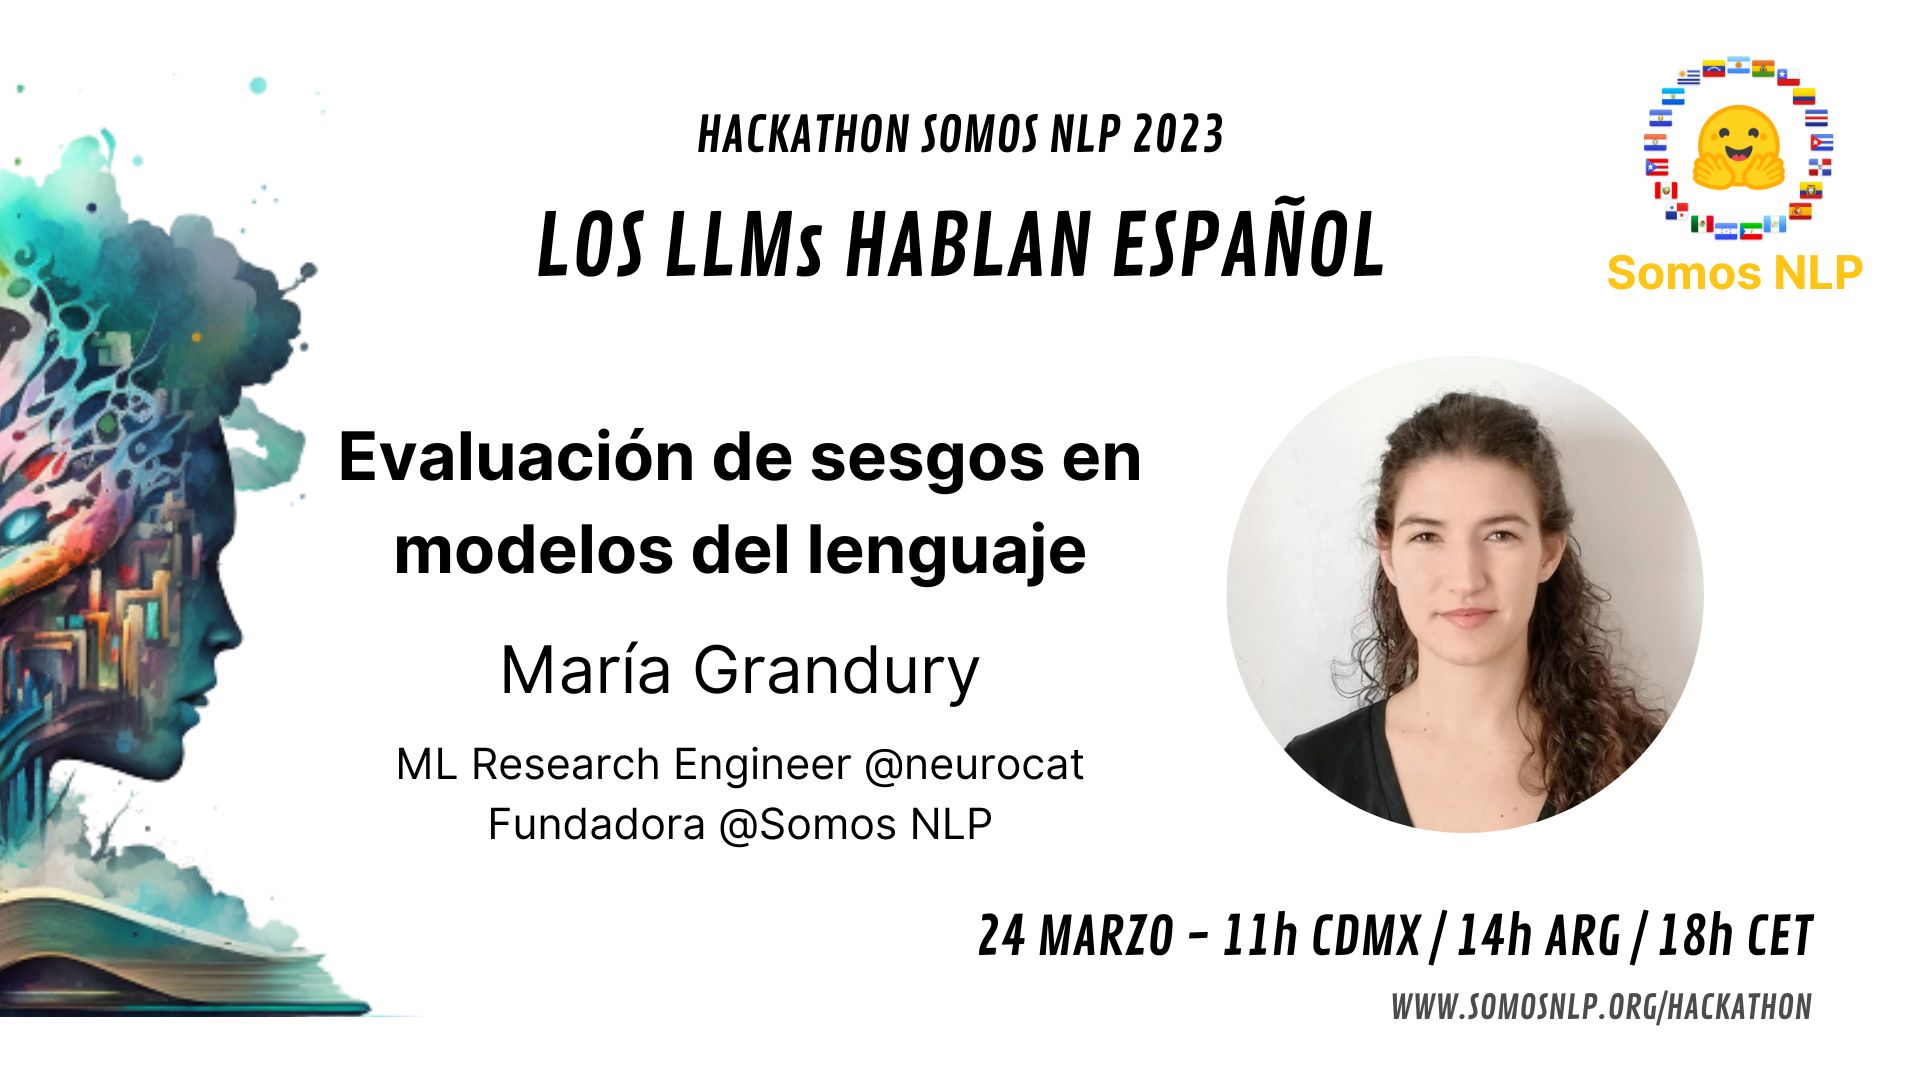 HACKATHON SOMOS NLP 2023
LOS LLMs HABLAN ESPAÑOL
Somos NLP
Evaluación de sesgos en
modelos del lenguaje
María Grandury
ML Research Engineer @neurocat
Fundadora @Somos NLP
24 MARZO - 11h CDMX / 14h ARG / 18h CET
WWW.SOMOSNLP.ORG/HACKATHON